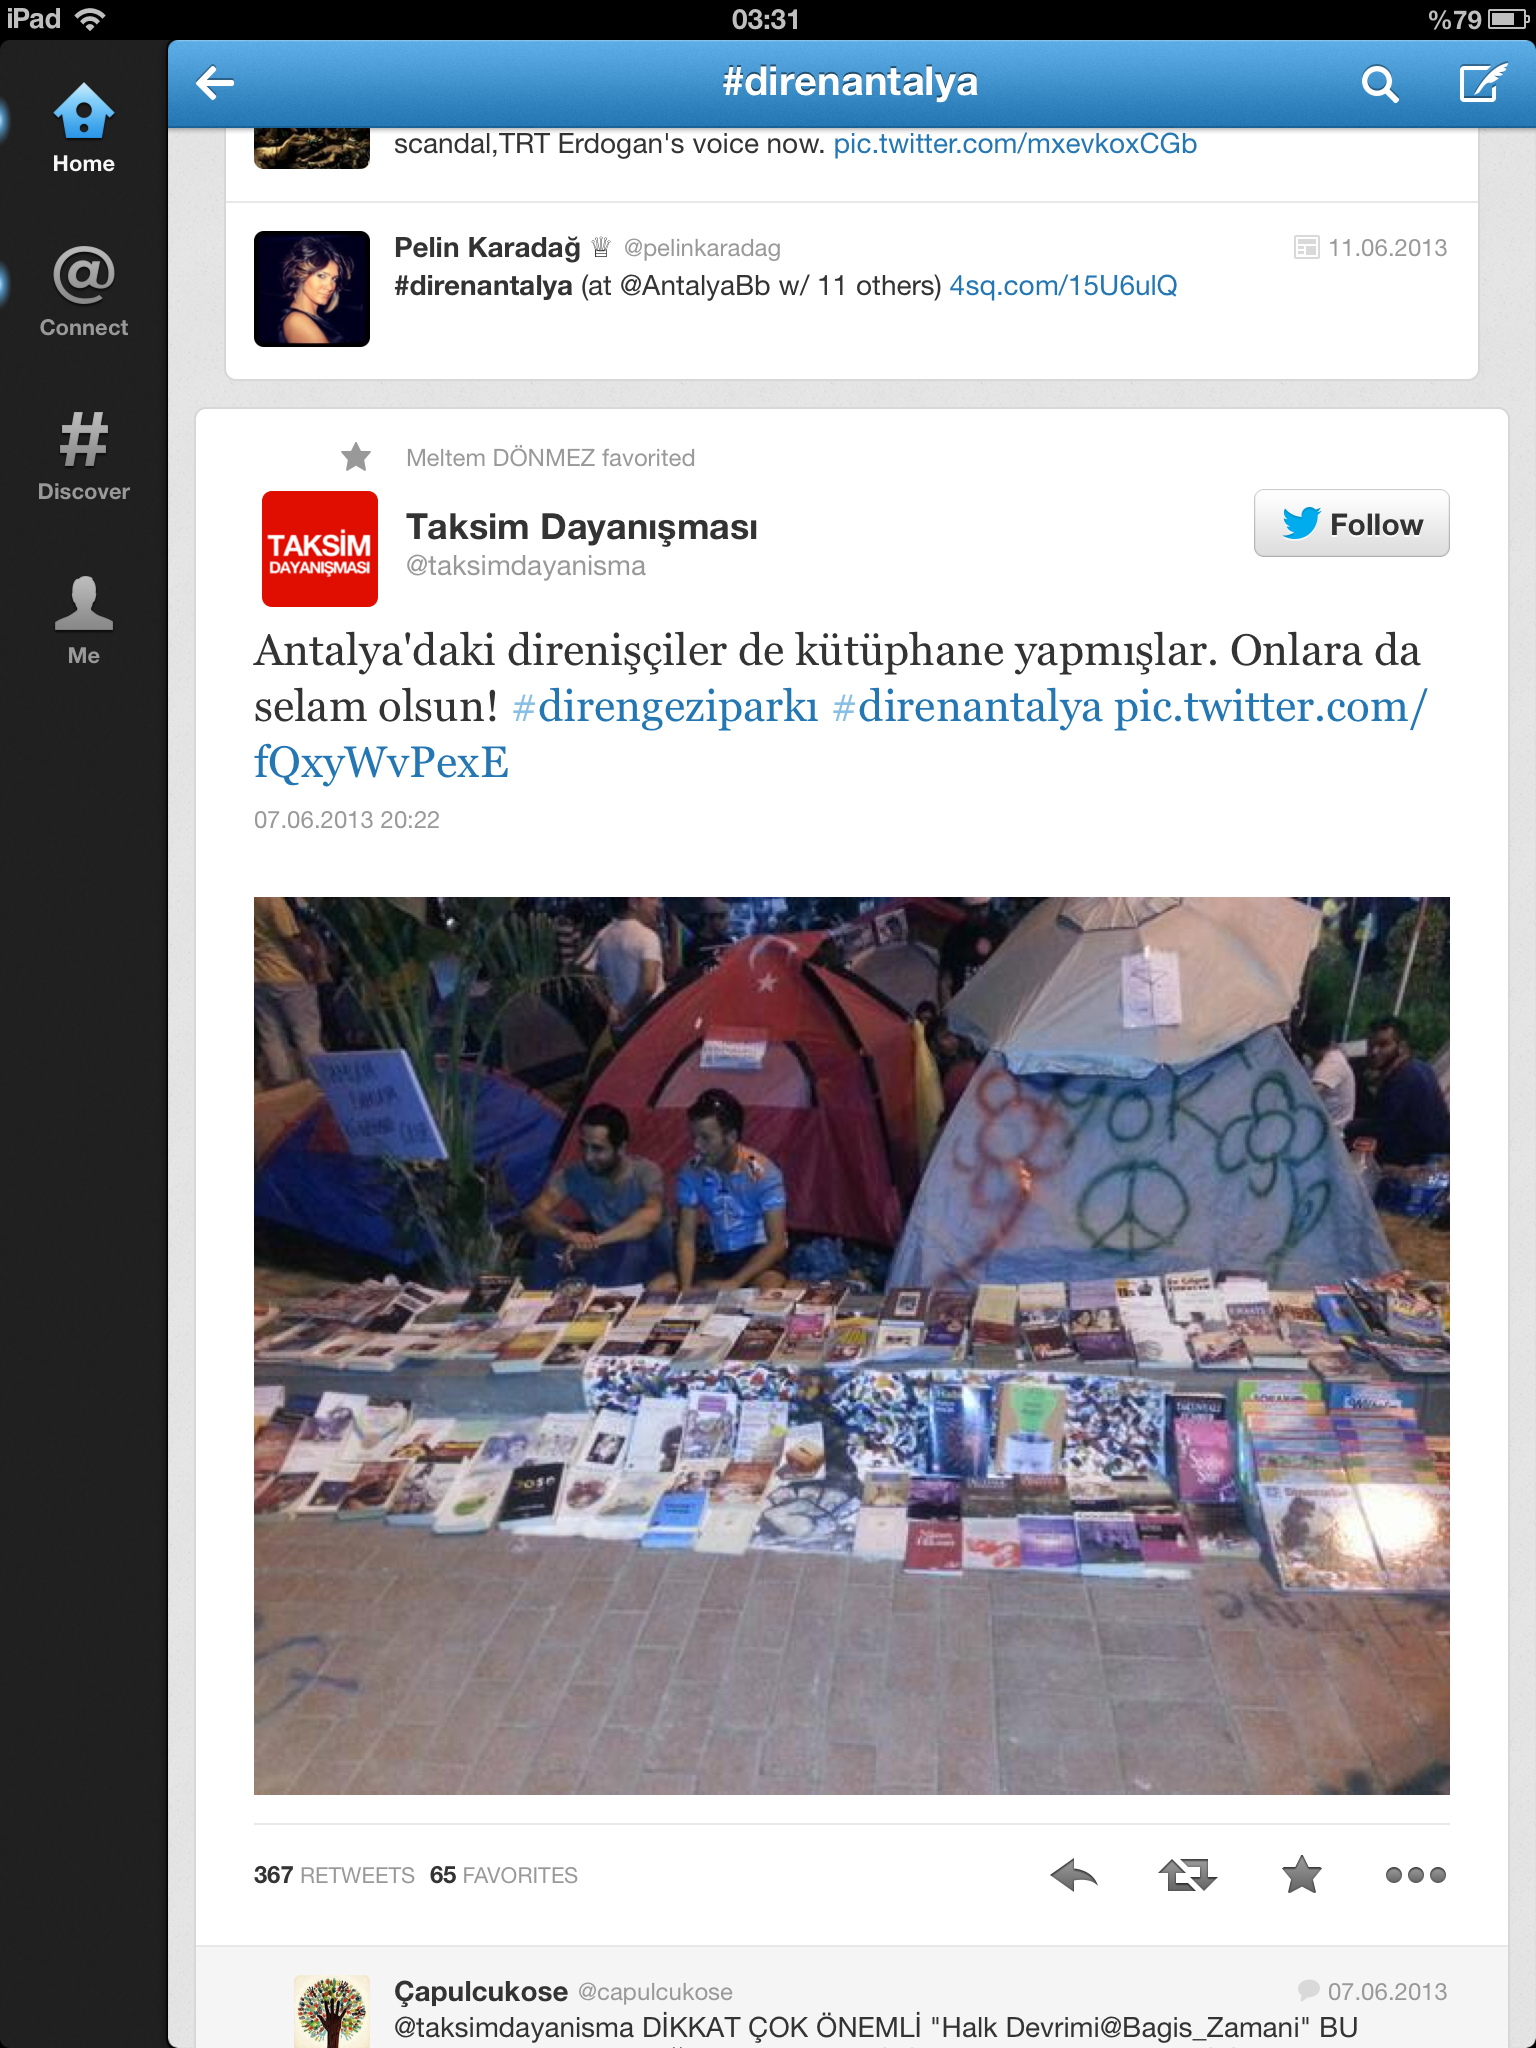 iPad
03:31
%79
#direnantalya
Home
Connect
Discover
Me
scandal,TRT Erdogan's voice now. pic.twitter.com/mxevkoxCGb
Pelin Karadağ ♕ @pelinkaradag
11.06.2013
#direnantalya (at @AntalyaBb w/ 11 others) 4sq.com/15U6ulQ
Meltem DÖNMEZ favorited
TAKSİM
DAYANIŞMASI
Taksim Dayanışması
@taksimdayanisma
Follow
Antalya'daki direnişçiler de kütüphane yapmışlar. Onlara da
selam olsun! #direngeziparkı #direnantalya pic.twitter.com/
fQxyWvPexE
07.06.2013 20:22
YOK
367 RETWEETS 65 FAVORITES
Çapulcukose @capulcukose
07.06.2013
@taksimdayanisma DİKKAT ÇOK ÖNEMLİ "Halk Devrimi@Bagis_Zamani" BU